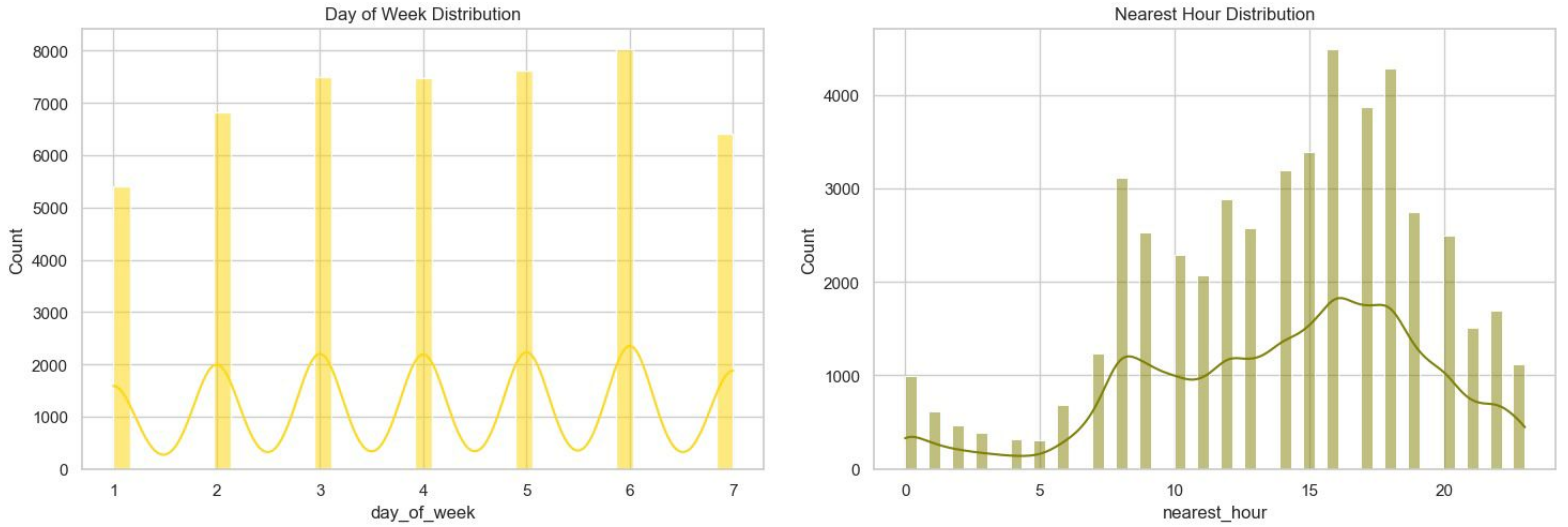 Day of Week Distribution
8000
7000
6000
5000
4000
3000
2000
1000
0
Count
1 2 3 4 5 6 7
day_of_week
Nearest Hour Distribution
4000
3000
2000
1000
0
Count
0 5 10 15 20
nearest_hour